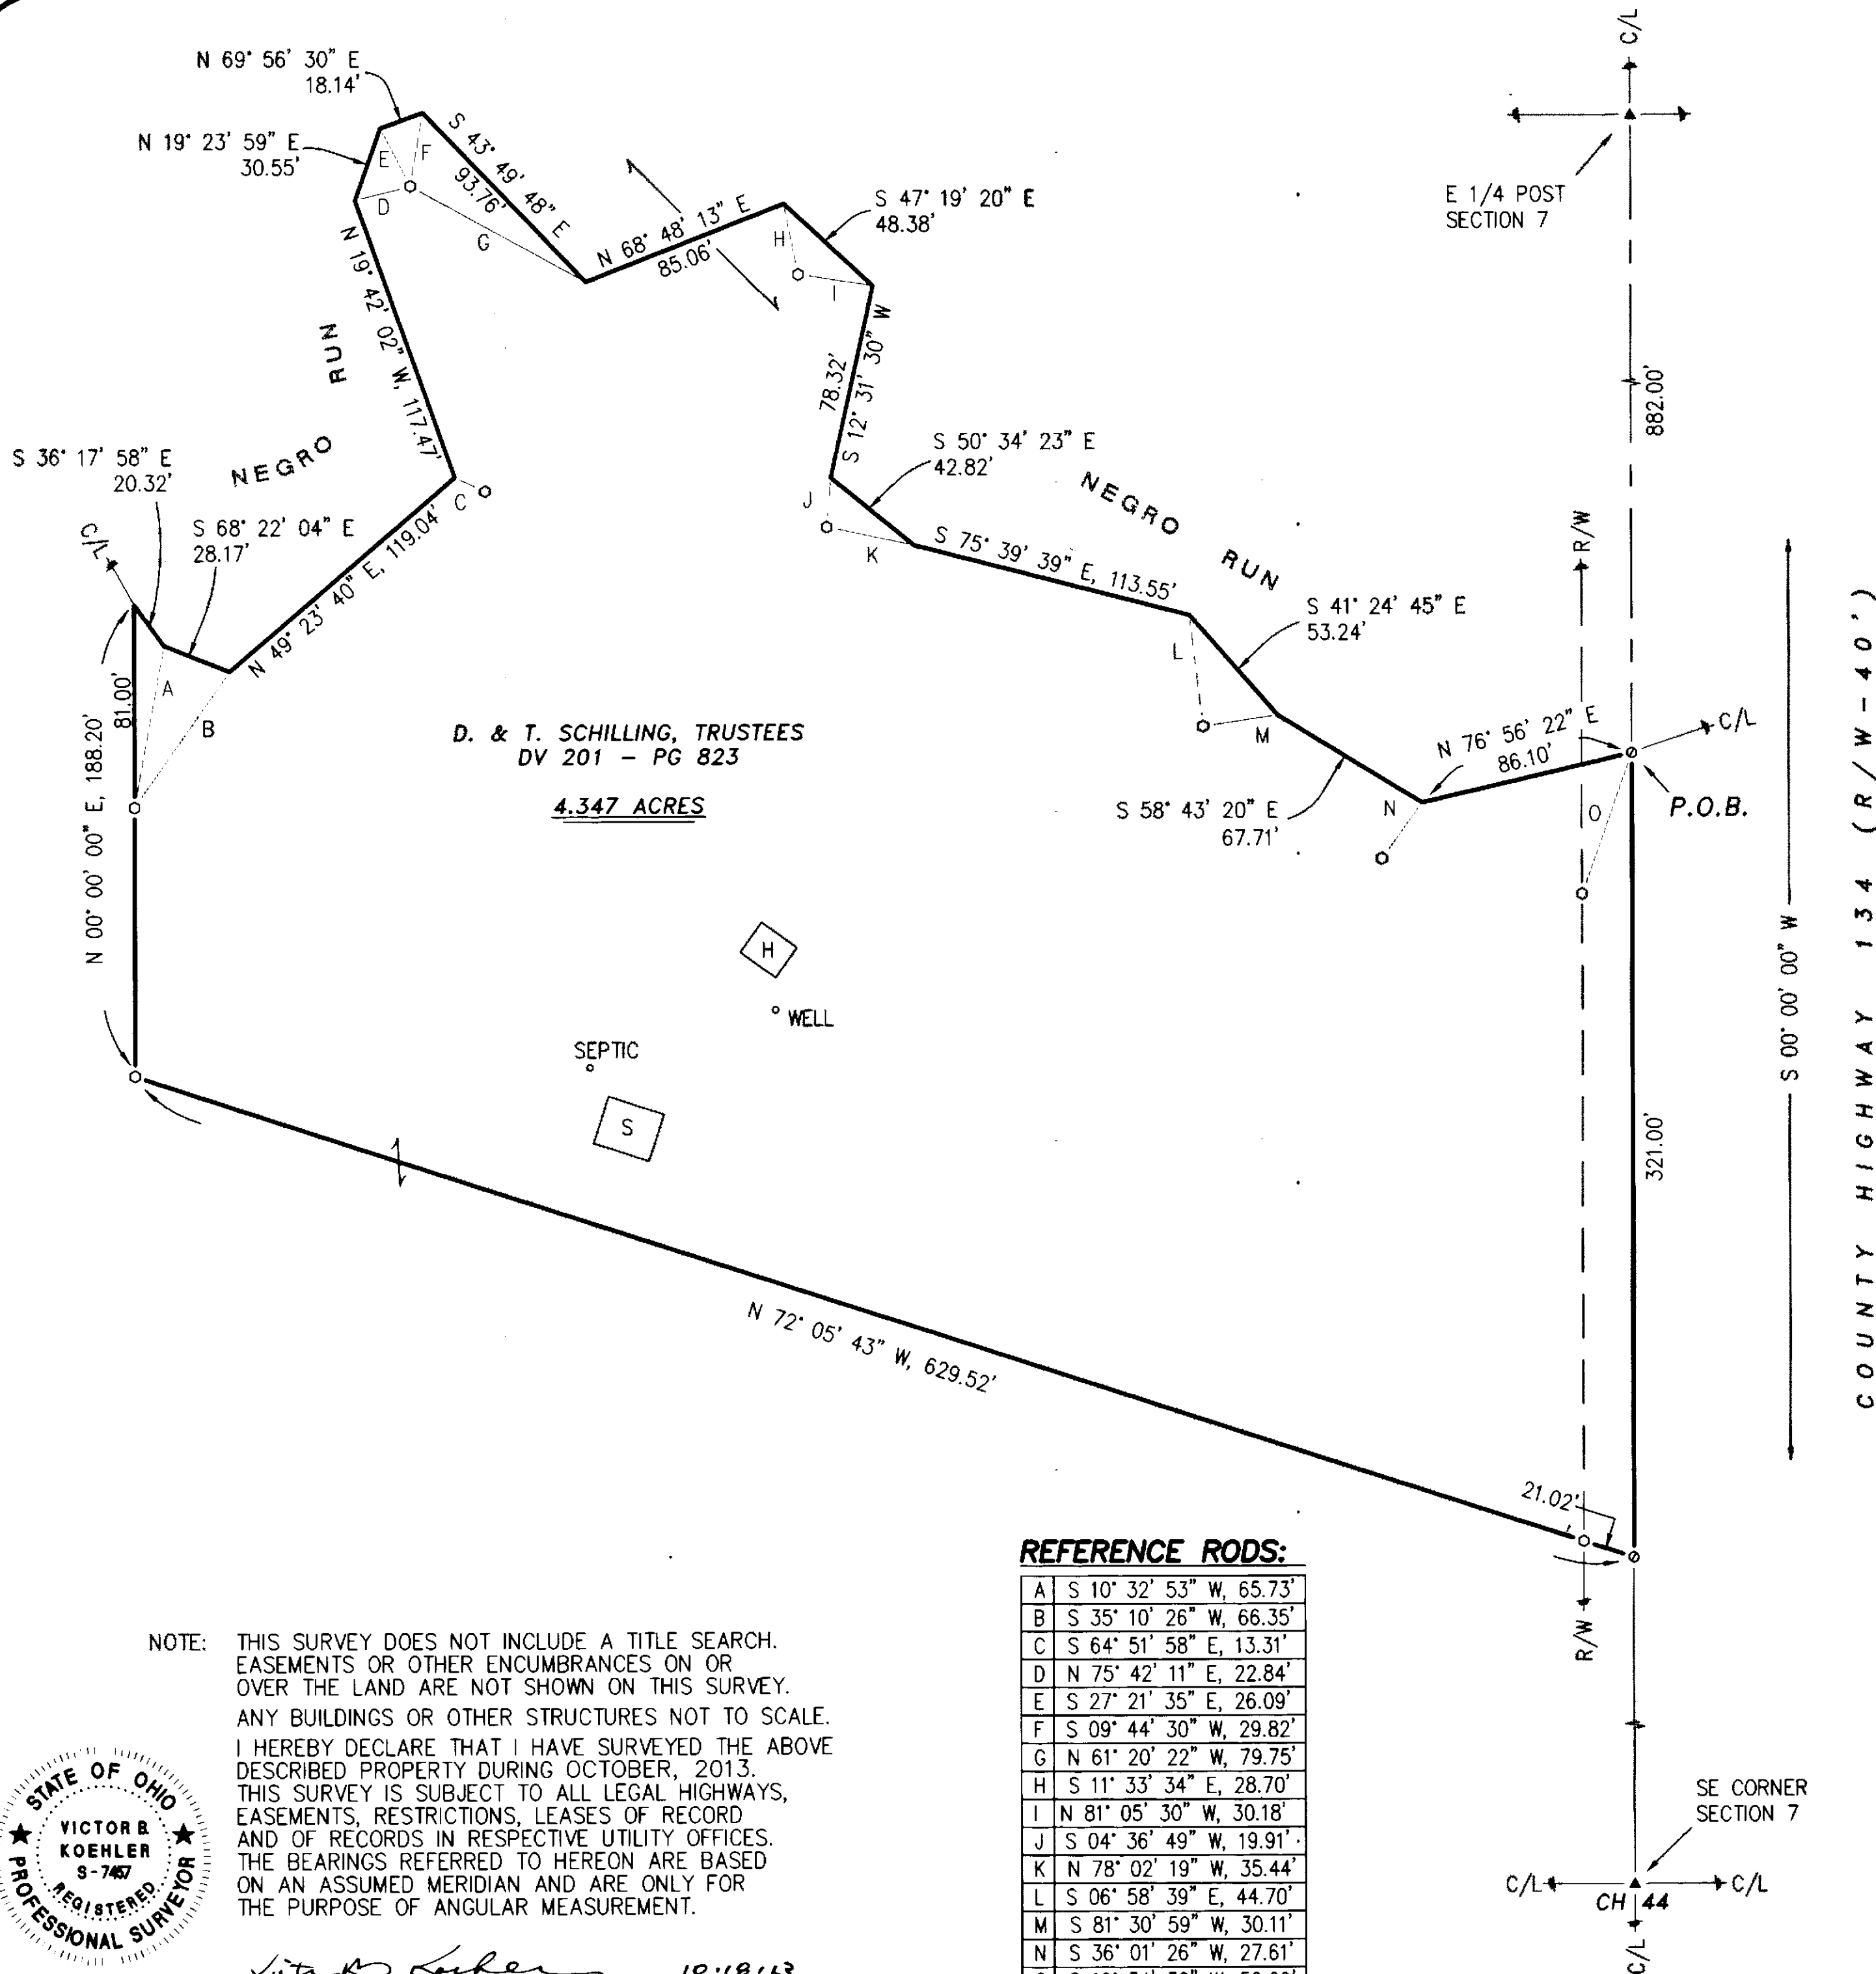 N 69° 56' 30" E
18.14'
N 19° 23' 59" E
30.55'
E
F
D
G
S 43° 49' 48" E
93.76'
N 68° 48' 13" E
85.06'
H
I
S 47° 19' 20" E
48.38'
C/L
E 1/4 POST
SECTION 7
882.00'
N 19° 42' 02" W, 117.47'
NEGRO RUN
S 36° 17' 58" E
20.32'
S 68° 22' 04" E
28.17'
C/L
A
B
81.00'
N 00° 00' 00" E, 188.20'
N 49° 23' 40" E, 119.04'
C
78.32'
S 12° 31' 30" W
S 50° 34' 23" E
42.82'
J
K
NEGRO RUN
S 75° 39' 39" E, 113.55'
S 41° 24' 45" E
53.24'
L
M
S 58° 43' 20" E
67.71'
N
N 76° 56' 22" E
86.10'
R/W
C/L
O
P.O.B.
D. & T. SCHILLING, TRUSTEES
DV 201 - PG 823
4.347 ACRES
H
WELL
SEPTIC
S
321.00'
S 00° 00' 00" W
COUNTY HIGHWAY 134 (R/W-40')
N 72° 05' 43" W, 629.52'
21.02'
R/W
REFERENCE RODS:
A S 10° 32' 53" W, 65.73'
B S 35° 10' 26" W, 66.35'
C S 64° 51' 58" E, 13.31'
D N 75° 42' 11" E, 22.84'
E S 27° 21' 35" E, 26.09'
F S 09° 44' 30" W, 29.82'
G N 61° 20' 22" W, 79.75'
H S 11° 33' 34" E, 28.70'
I N 81° 05' 30" W, 30.18'
J S 04° 36' 49" W, 19.91'
K N 78° 02' 19" W, 35.44'
L S 06° 58' 39" E, 44.70'
M S 81° 30' 59" W, 30.11'
N S 36° 01' 26" W, 27.61'
SE CORNER
SECTION 7
C/L
C/L
CH 44
C/L
NOTE: THIS SURVEY DOES NOT INCLUDE A TITLE SEARCH.
EASEMENTS OR OTHER ENCUMBRANCES ON OR
OVER THE LAND ARE NOT SHOWN ON THIS SURVEY.
ANY BUILDINGS OR OTHER STRUCTURES NOT TO SCALE.
I HEREBY DECLARE THAT I HAVE SURVEYED THE ABOVE
DESCRIBED PROPERTY DURING OCTOBER, 2013.
THIS SURVEY IS SUBJECT TO ALL LEGAL HIGHWAYS,
EASEMENTS, RESTRICTIONS, LEASES OF RECORD
AND OF RECORDS IN RESPECTIVE UTILITY OFFICES.
THE BEARINGS REFERRED TO HEREON ARE BASED
ON AN ASSUMED MERIDIAN AND ARE ONLY FOR
THE PURPOSE OF ANGULAR MEASUREMENT.
STATE OF OHIO
VICTOR B.
KOEHLER
S-7457
REGISTERED
PROFESSIONAL SURVEYOR